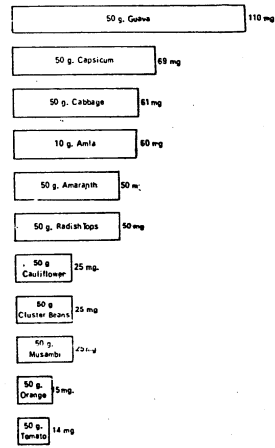 50 g. Guava 110 mg
50 g. Capsicum 69 mg
50 g. Cabbage 61 mg
10 g. Amla 60 mg
50 g. Amaranth 50 m
50 g. Radish Tops 50 mg
50 g
Cauliflower 25 mg.
50 g
Cluster Beans 25 mg
50 g.
Musambi
50 g.
Orange 15 mg.
50 g.
Tomato 14 mg